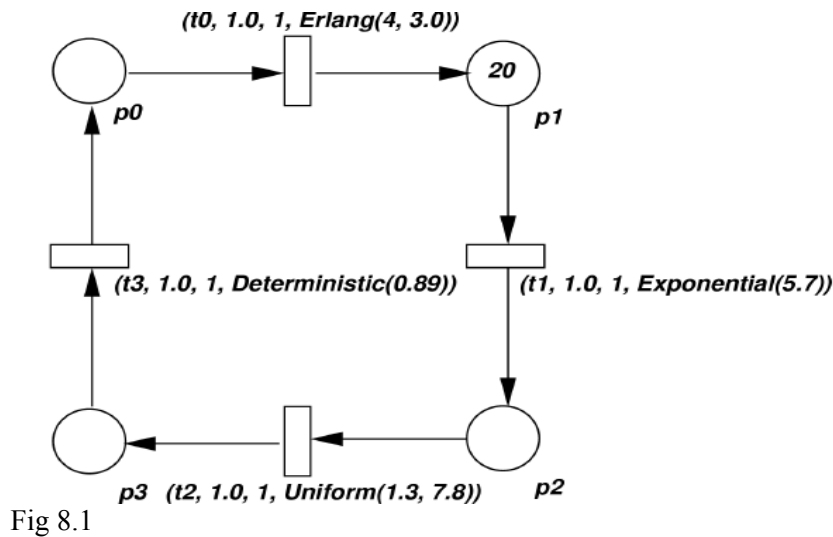 (t0, 1.0, 1, Erlang(4, 3.0))
20
p0
p1
(t3, 1.0, 1, Deterministic(0.89))
(t1, 1.0, 1, Exponential(5.7))
p3
(t2, 1.0, 1, Uniform(1.3, 7.8))
p2
Fig 8.1